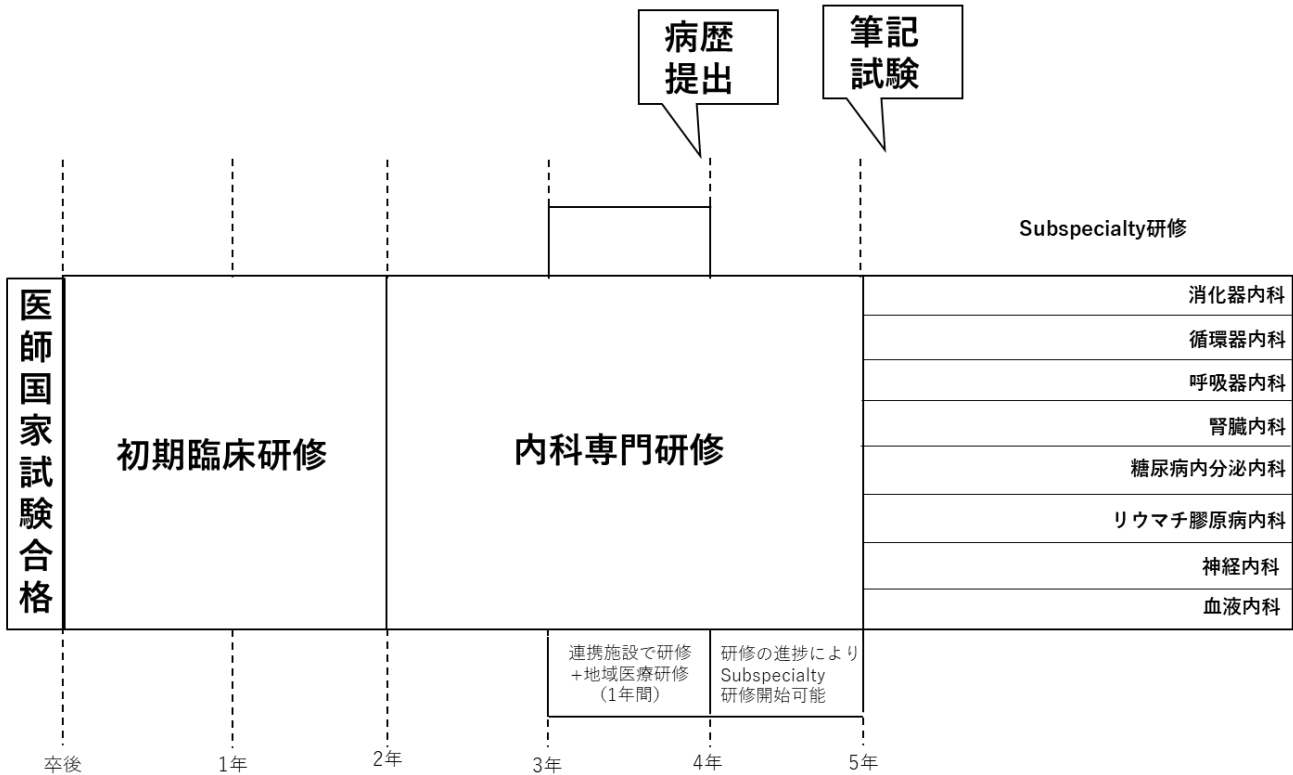 病歴
提出
筆記
試験
Subspecialty研修
医師国家試験合格
初期臨床研修
内科専門研修
消化器内科
循環器内科
呼吸器内科
腎臓内科
糖尿病内分泌内科
リウマチ膠原病内科
神経内科
血液内科
連携施設で研修
+地域医療研修
（1年間）
研修の進捗により
Subspecialty
研修開始可能
卒後
1年
2年
3年
4年
5年